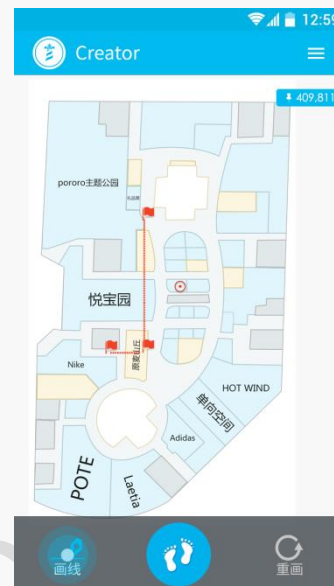 12:59
Creator
409,811
pororo主题公园
悦宝园
Nike
HOT WIND
单向空间
Adidas
POTE
Laetia
画线
重画